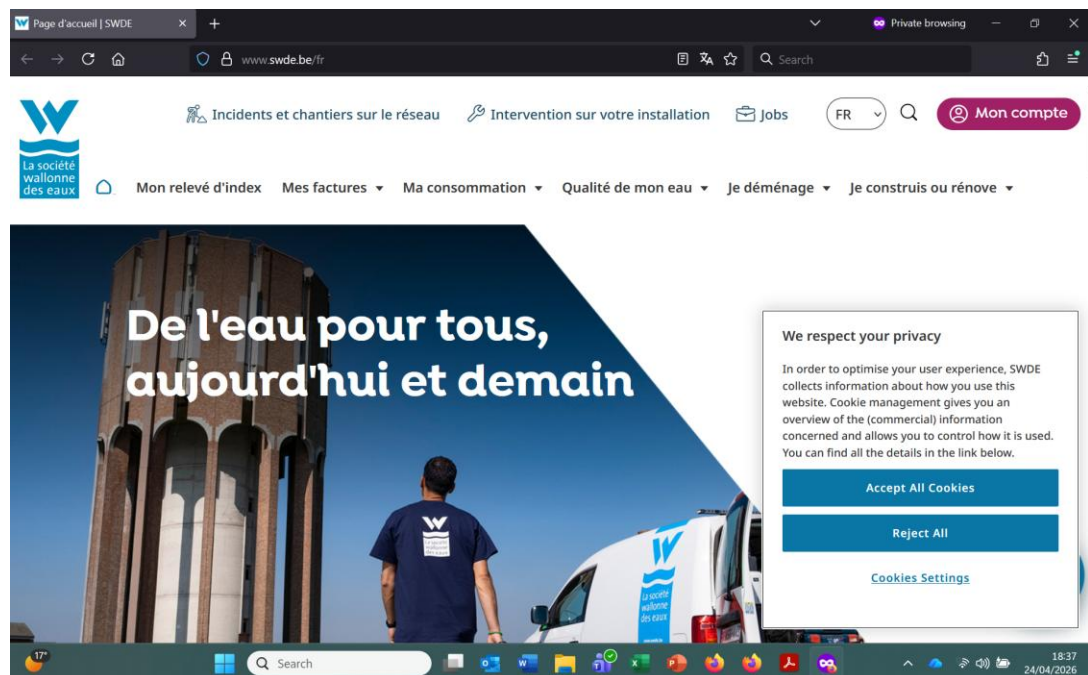 Page d'accueil | SWDE
Private browsing
www.swde.be/fr
Search
Incidents et chantiers sur le réseau
Intervention sur votre installation
Jobs
FR
Mon compte
La société
wallonne
des eaux
Mon relevé d'index
Mes factures
Ma consommation
Qualité de mon eau
Je déménage
Je construis ou rénove
De l'eau pour tous,
aujourd'hui et demain
We respect your privacy
In order to optimise your user experience, SWDE
collects information about how you use this
website. Cookie management gives you an
overview of the (commercial) information
concerned and allows you to control how it is used.
You can find all the details in the link below.
Accept All Cookies
Reject All
Cookies Settings
La société
wallonne
des eaux
La société
wallonne
des eaux
17°
Search
18:37
24/04/2026